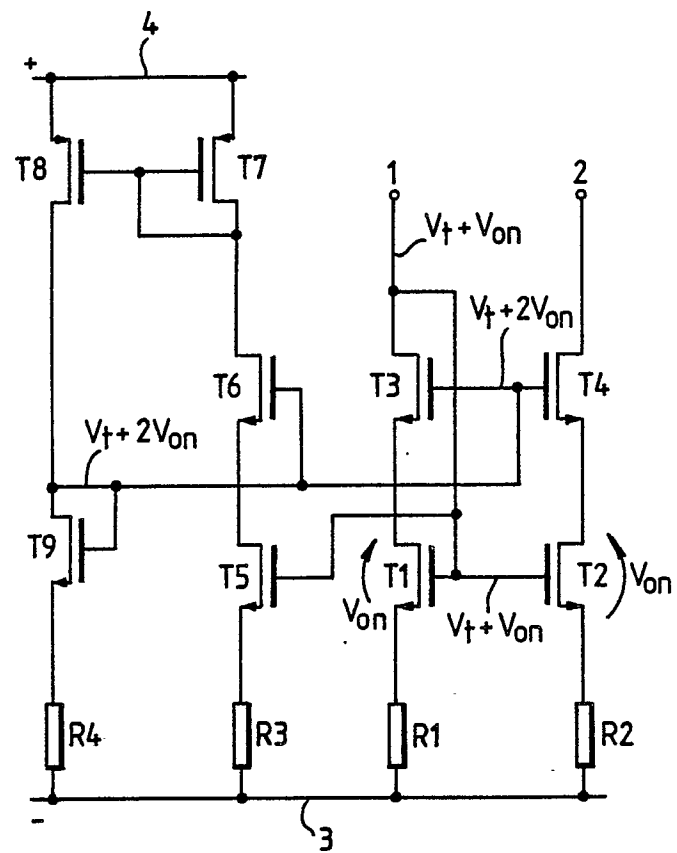 4
+
T8
T7
1
2
Vt+Von
Vt+2Von
T6
T3
T4
Vt+2Von
T9
T5
T1
T2
Von
Von
Vt+Von
R4
R3
R1
R2
−
3